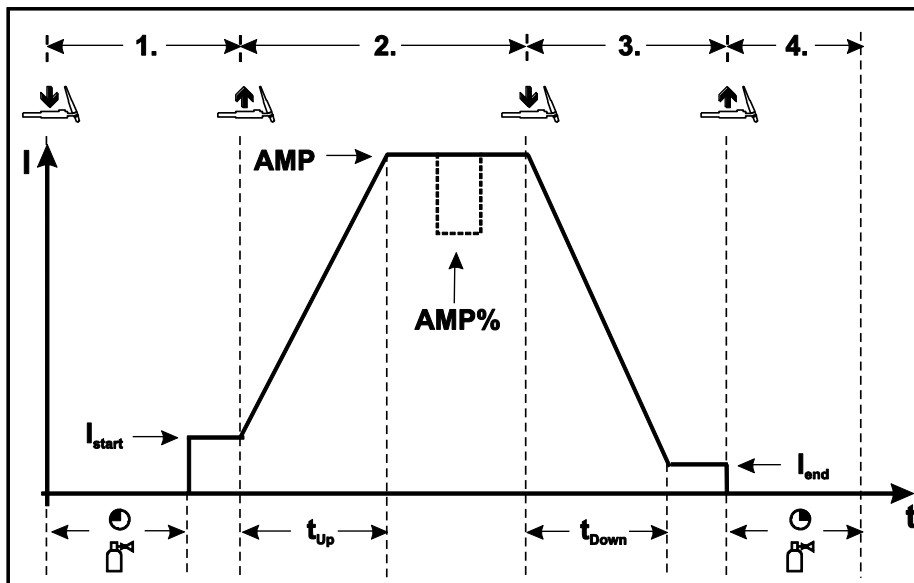 1. 2. 3. 4.
I
AMP
AMP%
Istart
Iend
t
tUp
tDown